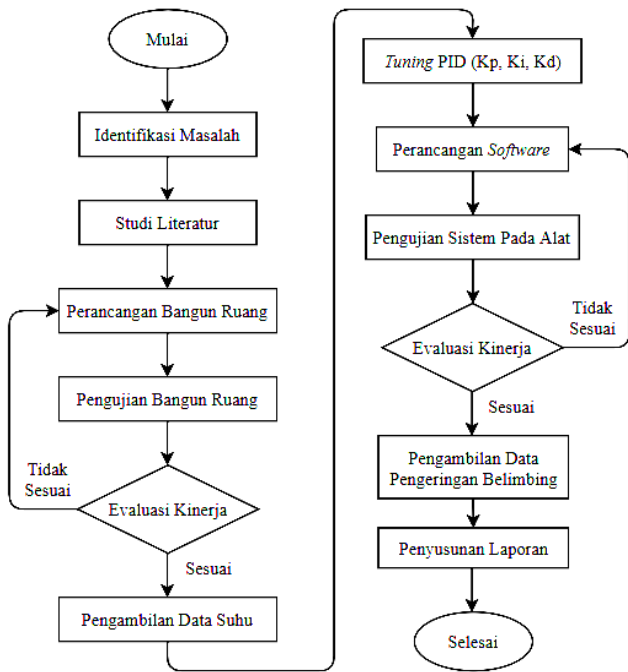 Mulai
Identifikasi Masalah
Studi Literatur
Perancangan Bangun Ruang
Pengujian Bangun Ruang
Tidak
Sesuai
Evaluasi Kinerja
Sesuai
Pengambilan Data Suhu
Tuning PID (Kp, Ki, Kd)
Perancangan Software
Pengujian Sistem Pada Alat
Tidak
Sesuai
Evaluasi Kinerja
Sesuai
Pengambilan Data
Pengeringan Belimbing
Penyusunan Laporan
Selesai